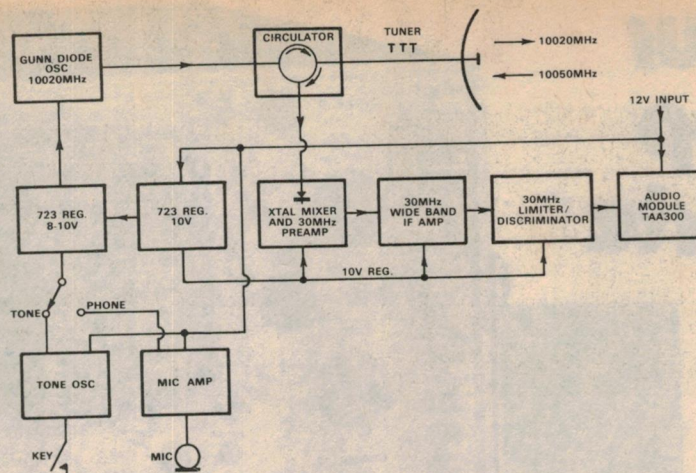 GUNN DIODE
OSC
10020MHz
CIRCULATOR
TUNER
10020MHz
10050MHz
12V INPUT
723 REG.
8-10V
723 REG.
10V
XTAL MIXER
AND 30MHz
PREAMP
30MHz
WIDE BAND
IF AMP
30MHz
LIMITER/
DISCRIMINATOR
AUDIO
MODULE
TAA300
10V REG.
TONE
PHONE
TONE OSC
MIC AMP
KEY
MIC